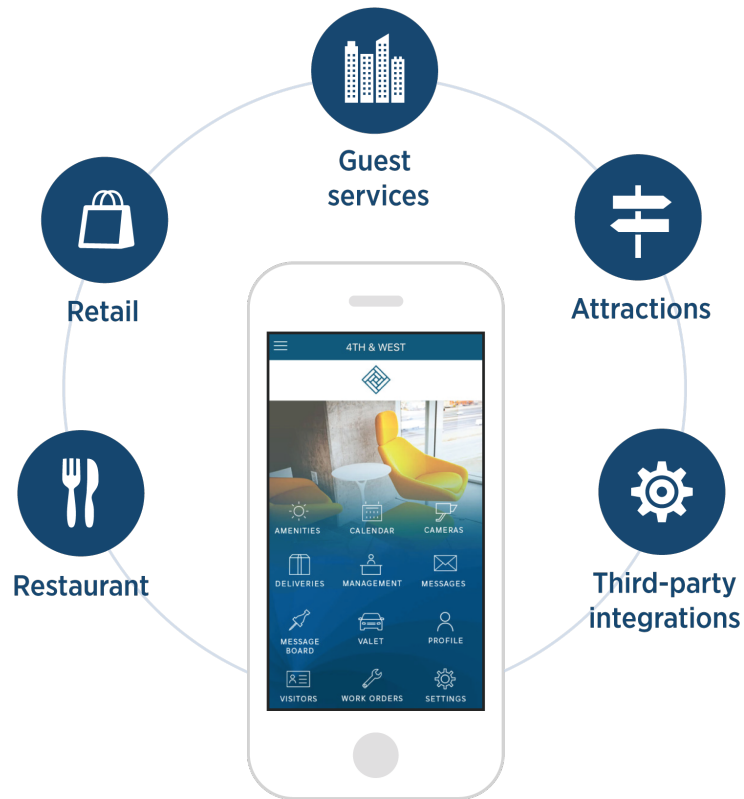 Guest
services
Retail
Attractions
4TH & WEST
AMENITIES CALENDAR CAMERAS
DELIVERIES MANAGEMENT MESSAGES
MESSAGE
BOARD
VALET
PROFILE
VISITORS WORK ORDERS SETTINGS
Restaurant
Third-party
integrations